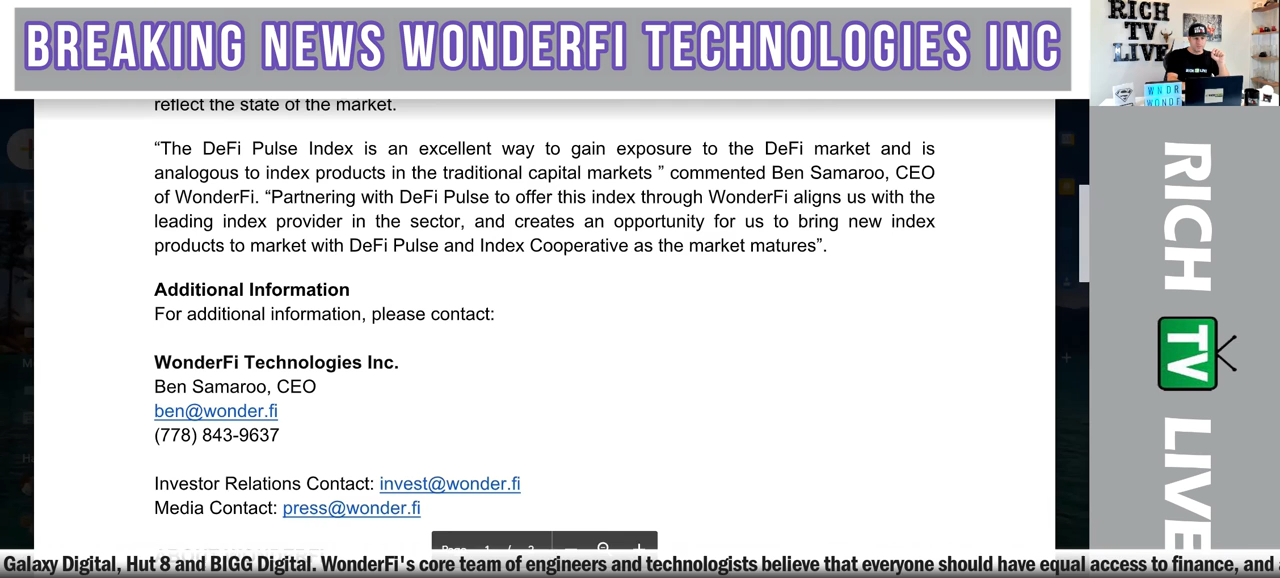 BREAKING NEWS WONDERFI TECHNOLOGIES INC
RICH
TV
LIVE
WNDR
WONDE
reflect the state of the market.
“The DeFi Pulse Index is an excellent way to gain exposure to the DeFi market and is
analogous to index products in the traditional capital markets ” commented Ben Samaroo, CEO
of WonderFi. “Partnering with DeFi Pulse to offer this index through WonderFi aligns us with the
leading index provider in the sector, and creates an opportunity for us to bring new index
products to market with DeFi Pulse and Index Cooperative as the market matures”.
Additional Information
For additional information, please contact:
WonderFi Technologies Inc.
Ben Samaroo, CEO
ben@wonder.fi
(778) 843-9637
Investor Relations Contact: invest@wonder.fi
Media Contact: press@wonder.fi
RICH
TV
LIVE
Galaxy Digital, Hut 8 and BIGG Digital. WonderFi's core team of engineers and technologists believe that everyone should have equal access to finance, and